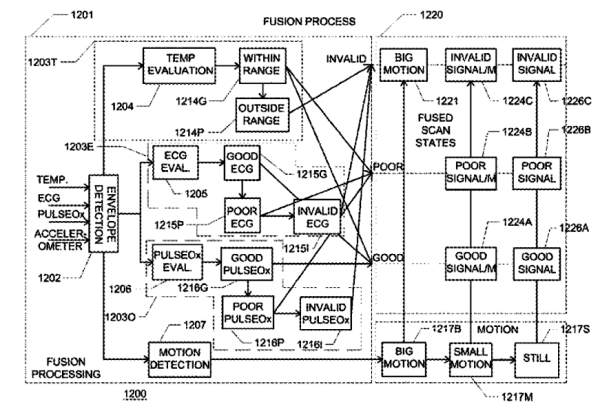 1201
FUSION PROCESS
1220
1203T
TEMP
EVALUATION
WITHIN
RANGE
INVALID
BIG
MOTION
INVALID
SIGNAL/M
INVALID
SIGNAL
1204
1214G
1221
1224C
1226C
OUTSIDE
RANGE
FUSED
SCAN
STATES
1214P
1224B
1226B
1203E
ECG
EVAL.
GOOD
ECG
1215G
POOR
POOR
SIGNAL/M
POOR
SIGNAL
TEMP.
ECG
PULSEOx
ACCELER-
OMETER
ENVELOPE
DETECTION
1205
POOR
ECG
INVALID
ECG
1215P
1215I
1224A
1226A
1202
PULSEOx
EVAL.
GOOD
PULSEOx
GOOD
GOOD
SIGNAL/M
GOOD
SIGNAL
1206
1216G
1203O
POOR
PULSEOx
INVALID
PULSEOx
1207
1216P
1216I
1217B
MOTION
1217S
FUSION
PROCESSING
MOTION
DETECTION
BIG
MOTION
SMALL
MOTION
STILL
1200
1217M